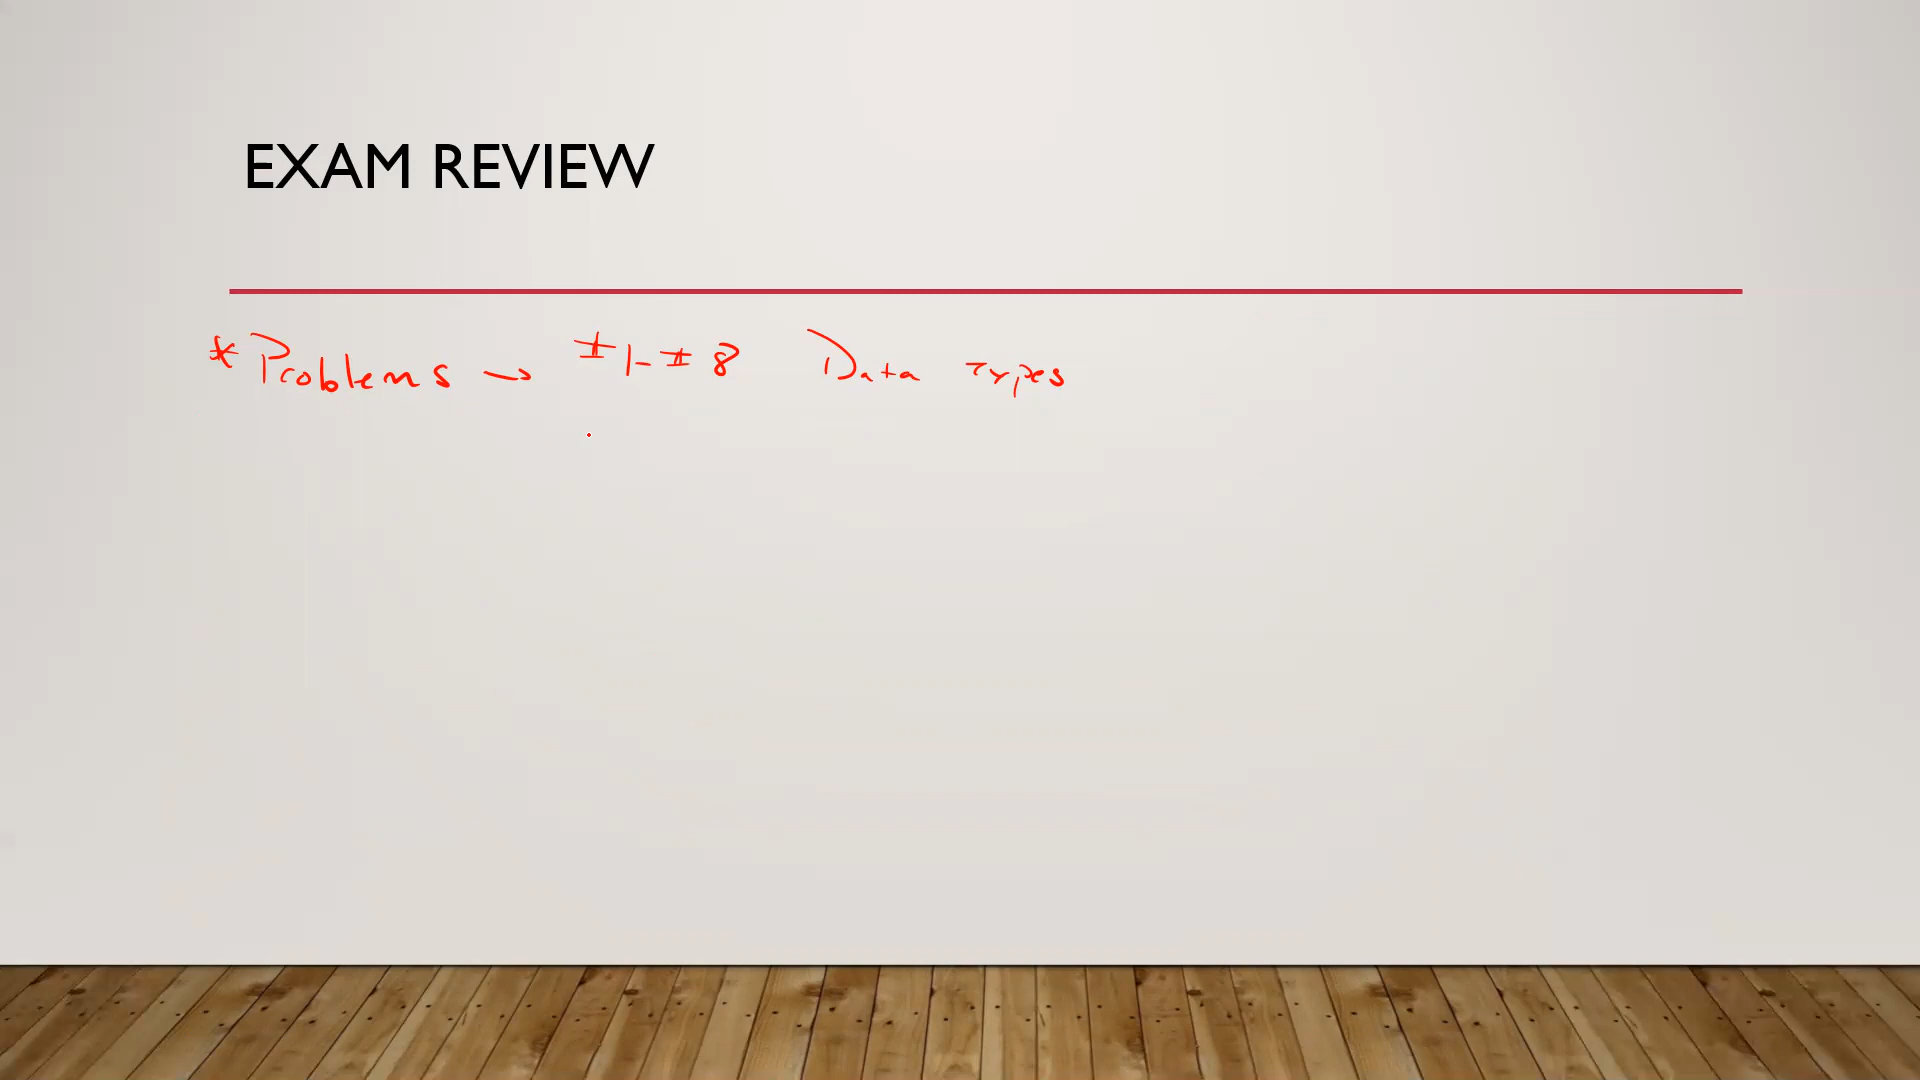 EXAM REVIEW
* Problems → #1-#8 Data Types